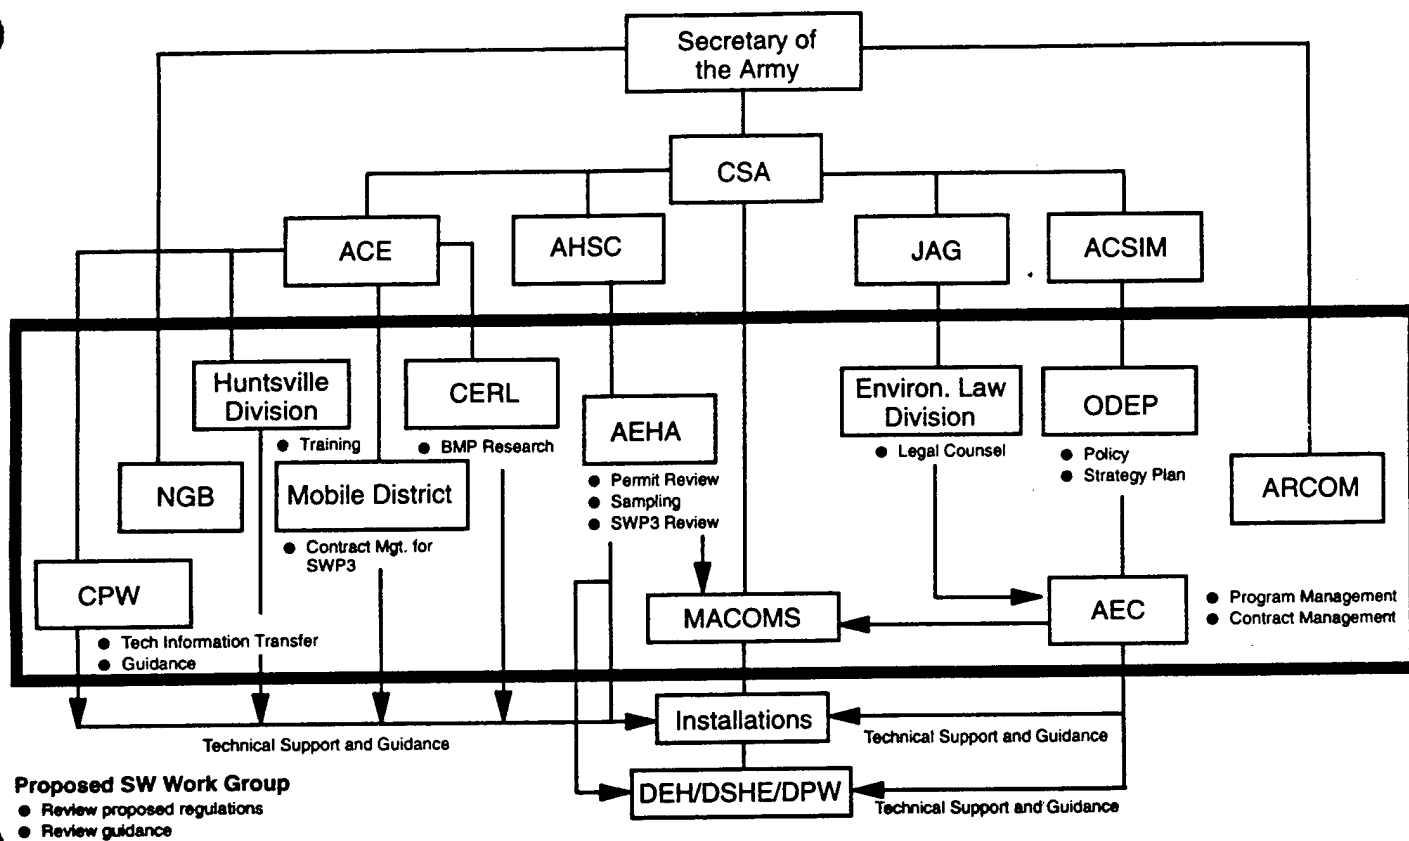 Secretary of
the Army
CSA
ACE
AHSC
JAG
ACSIM
Huntsville
Division
● Training
CERL
● BMP Research
AEHA
● Permit Review
● Sampling
● SWP3 Review
Environ. Law
Division
● Legal Counsel
ODEP
● Policy
● Strategy Plan
NGB
Mobile District
● Contract Mgt. for
SWP3
ARCOM
CPW
● Tech Information Transfer
● Guidance
MACOMS
AEC
● Program Management
● Contract Management
Installations
Technical Support and Guidance
Technical Support and Guidance
DEH/DSHE/DPW
Technical Support and Guidance
Proposed SW Work Group
● Review proposed regulations
● Review guidance